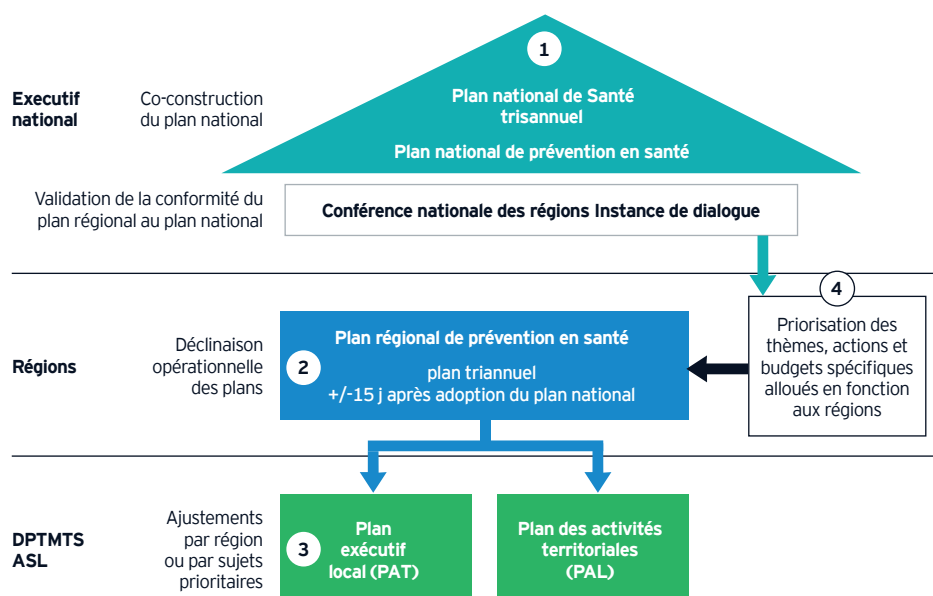 1
Plan national de Santé
trisannuel
Plan national de prévention en santé
Executif
national
Co-construction
du plan national
Validation de la conformité du
plan régional au plan national
Conférence nationale des régions Instance de dialogue
4
Priorisation des
thèmes, actions et
budgets spécifiques
alloués en fonction
aux régions
Régions
Déclinaison
opérationnelle
des plans
2
Plan régional de prévention en santé
plan triannuel
+/-15 j après adoption du plan national
DPTMTS
ASL
Ajustements
par région
ou par sujets
prioritaires
3
Plan
exécutif
local (PAT)
Plan des activités
territoriales
(PAL)